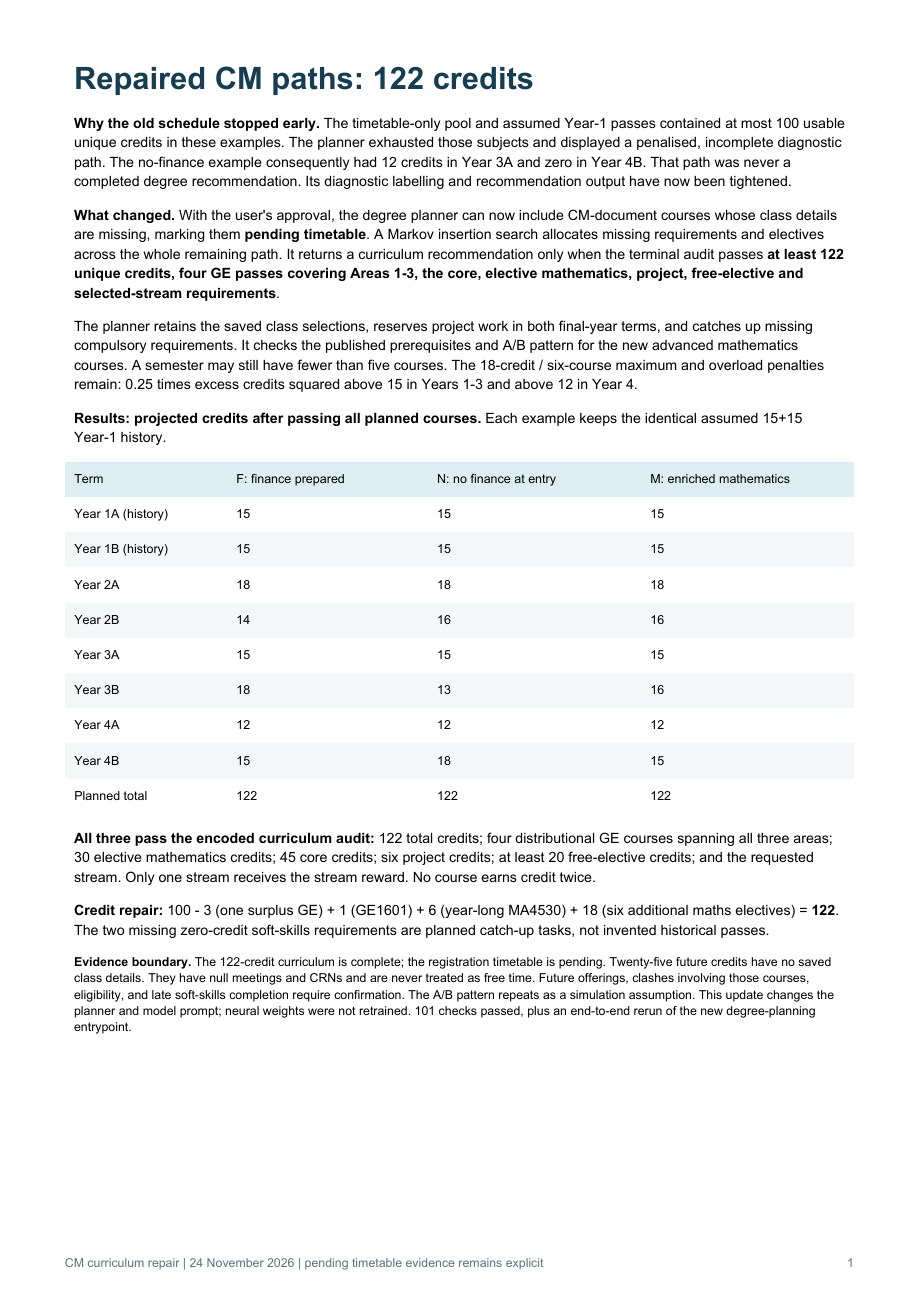 Repaired CM paths: 122 credits
Why the old schedule stopped early. The timetable-only pool and assumed Year-1 passes contained at most 100 usable
unique credits in these examples. The planner exhausted those subjects and displayed a penalised, incomplete diagnostic
path. The no-finance example consequently had 12 credits in Year 3A and zero in Year 4B. That path was never a
completed degree recommendation. Its diagnostic labelling and recommendation output have now been tightened.
What changed. With the user's approval, the degree planner can now include CM-document courses whose class details
are missing, marking them pending timetable. A Markov insertion search allocates missing requirements and electives
across the whole remaining path. It returns a curriculum recommendation only when the terminal audit passes at least 122
unique credits, four GE passes covering Areas 1-3, the core, elective mathematics, project, free-elective and
selected-stream requirements.
The planner retains the saved class selections, reserves project work in both final-year terms, and catches up missing
compulsory requirements. It checks the published prerequisites and A/B pattern for the new advanced mathematics
courses. A semester may still have fewer than five courses. The 18-credit / six-course maximum and overload penalties
remain: 0.25 times excess credits squared above 15 in Years 1-3 and above 12 in Year 4.
Results: projected credits after passing all planned courses. Each example keeps the identical assumed 15+15
Year-1 history.
Term F: finance prepared N: no finance at entry M: enriched mathematics
Year 1A (history) 15 15 15
Year 1B (history) 15 15 15
Year 2A 18 18 18
Year 2B 14 16 16
Year 3A 15 15 15
Year 3B 18 13 16
Year 4A 12 12 12
Year 4B 15 18 15
Planned total 122 122 122
All three pass the encoded curriculum audit: 122 total credits; four distributional GE courses spanning all three areas;
30 elective mathematics credits; 45 core credits; six project credits; at least 20 free-elective credits; and the requested
stream. Only one stream receives the stream reward. No course earns credit twice.
Credit repair: 100 - 3 (one surplus GE) + 1 (GE1601) + 6 (year-long MA4530) + 18 (six additional maths electives) = 122.
The two missing zero-credit soft-skills requirements are planned catch-up tasks, not invented historical passes.
Evidence boundary. The 122-credit curriculum is complete; the registration timetable is pending. Twenty-five future credits have no saved
class details. They have null meetings and CRNs and are never treated as free time. Future offerings, clashes involving those courses,
eligibility, and late soft-skills completion require confirmation. The A/B pattern repeats as a simulation assumption. This update changes the
planner and model prompt; neural weights were not retrained. 101 checks passed, plus an end-to-end rerun of the new degree-planning
entrypoint.
CM curriculum repair | 24 November 2026 | pending timetable evidence remains explicit 1